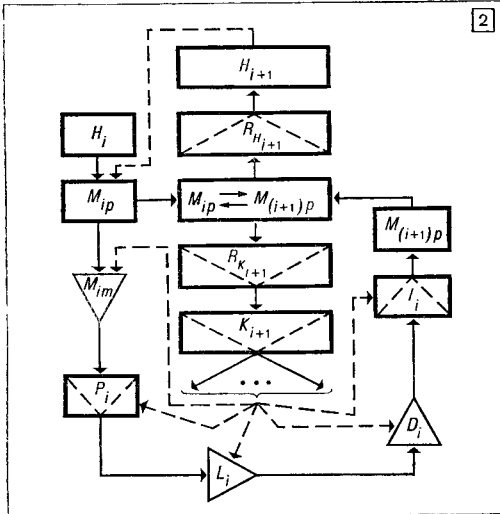 2
H_{i+1}
H_i
R_{H_{i+1}}
M_{ip}
M_{ip} ⇄ M_{(i+1)p}
M_{(i+1)p}
R_{K_{i+1}}
M_{im}
I_i
K_{i+1}
...
P_i
D_i
L_i